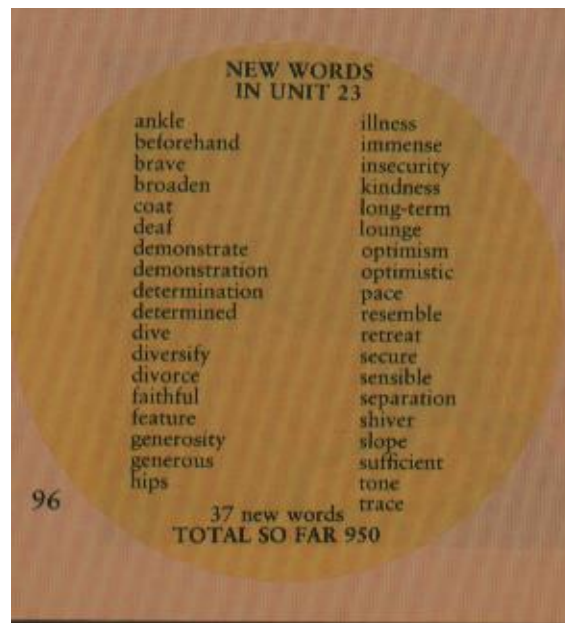 NEW WORDS
IN UNIT 23
ankle
beforehand
brave
broaden
coat
deaf
demonstrate
demonstration
determination
determined
dive
diversify
divorce
faithful
feature
generosity
generous
hips
illness
immense
insecurity
kindness
long-term
lounge
optimism
optimistic
pace
resemble
retreat
secure
sensible
separation
shiver
slope
sufficient
tone
trace
37 new words
TOTAL SO FAR 950
96